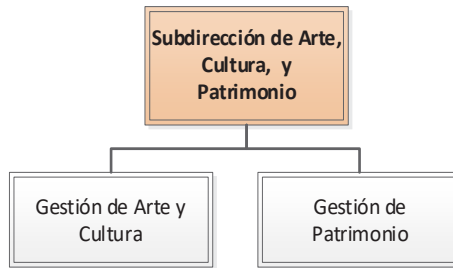 Subdirección de Arte,
Cultura, y
Patrimonio
Gestión de Arte y
Cultura
Gestión de
Patrimonio